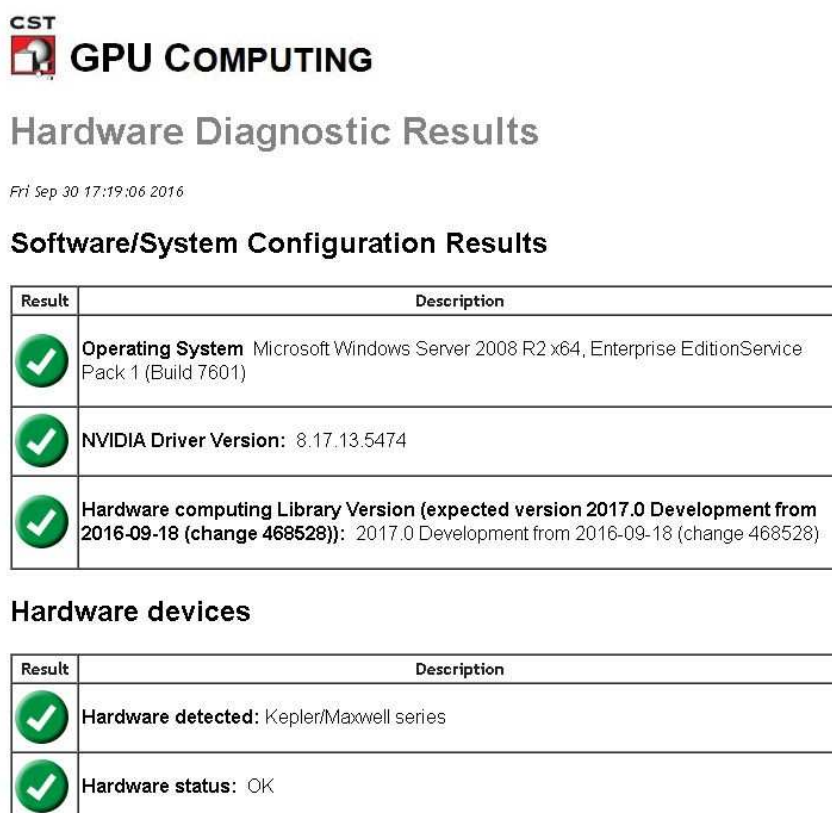 CST
GPU COMPUTING
Hardware Diagnostic Results
Fri Sep 30 17:19:06 2016
Software/System Configuration Results
Result Description
Operating System Microsoft Windows Server 2008 R2 x64, Enterprise EditionService
Pack 1 (Build 7601)
NVIDIA Driver Version: 8.17.13.5474
Hardware computing Library Version (expected version 2017.0 Development from
2016-09-18 (change 468528)): 2017.0 Development from 2016-09-18 (change 468528)
Hardware devices
Result Description
Hardware detected: Kepler/Maxwell series
Hardware status: OK